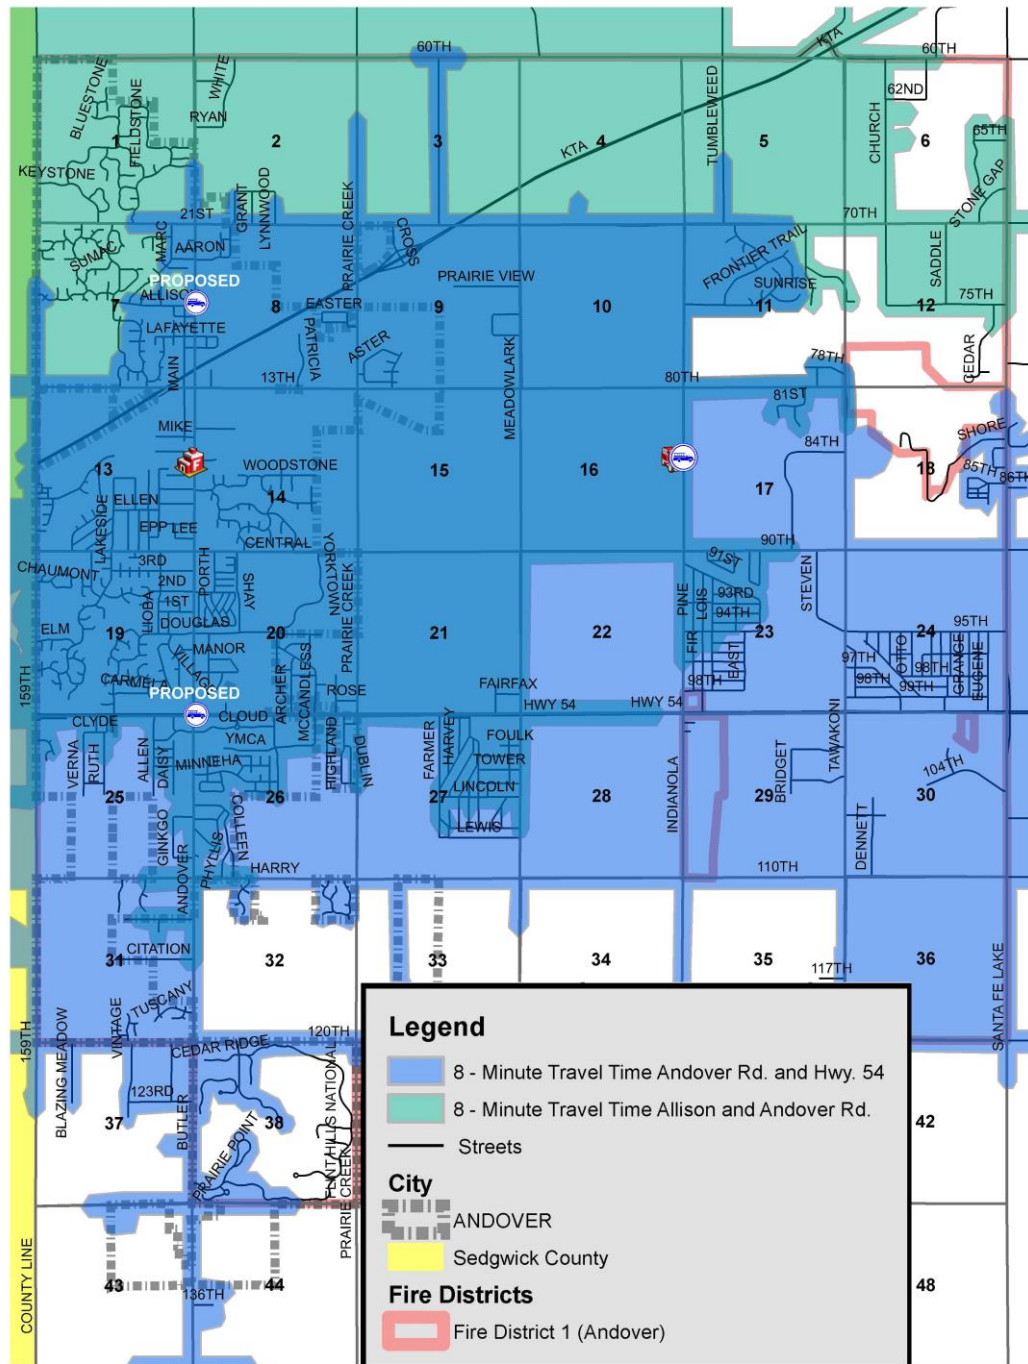 60TH
KTA
60TH
WHITE
BLUESTONE
FIELDSTONE
62ND
RYAN
1
2
3
4
5
6
TUMBLEWEED
CHURCH
65TH
KTA
KEYSTONE
STONE GAP
GRANT
LYNNWOOD
PRAIRIE CREEK
21ST
70TH
MARC
AARON
CROSS
SUMAC
FRONTIER TRAIL
SADDLE
PROPOSED
PRAIRIE VIEW
SUNRISE
ALLISON
7
8
EASTER
9
10
11
75TH
12
LAFAYETTE
PATRICIA
ASTER
MAIN
MEADOWLARK
78TH
CEDAR
13TH
80TH
81ST
MIKE
SHORE
84TH
F
13
WOODSTONE
15
16
18
85TH
86TH
14
17
ELLEN
LAKESIDE
EPP
LEE
CENTRAL
90TH
YORKTOWN
3RD
91ST
CHAUMONT
2ND
PORTH
SHAY
PRAIRIE CREEK
STEVEN
1ST
LIOBA
PINE
LOIS
93RD
94TH
DOUGLAS
ELM
19
20
21
22
FIR
23
24
95TH
MANOR
VILLAGE
97TH
OTTO
98TH
GRANGE
EUGENE
EAST
CARMELA
ARCHER
MCCANDLESS
ROSE
FAIRFAX
98TH
98TH
99TH
159TH
PROPOSED
HWY 54
HWY 54
CLYDE
CLOUD
TAWAKONI
YMCA
HIGHLAND
DUBLIN
FARMER
HARVEY
FOULK
VERNA
RUTH
ALLEN
DAISY
MINNEHA
TOWER
BRIDGET
104TH
25
26
27
LINCOLN
28
INDIANOLA
29
30
COLLEEN
GINKGO
PHYLLIS
LEWIS
DENNETT
ANDOVER
HARRY
110TH
CITATION
31
32
33
34
35
36
117TH
VINTAGE
TUSCANY
SANTA FE LAKE
159TH
BLAZING MEADOW
120TH
CEDAR RIDGE
123RD
FLINT HILLS NATIONAL
37
BUTLER
38
42
PRAIRIE POINT
PRAIRIE CREEK
COUNTY LINE
43
44
48
136TH
Legend
8 - Minute Travel Time Andover Rd. and Hwy. 54
8 - Minute Travel Time Allison and Andover Rd.
Streets
City
ANDOVER
Sedgwick County
Fire Districts
Fire District 1 (Andover)